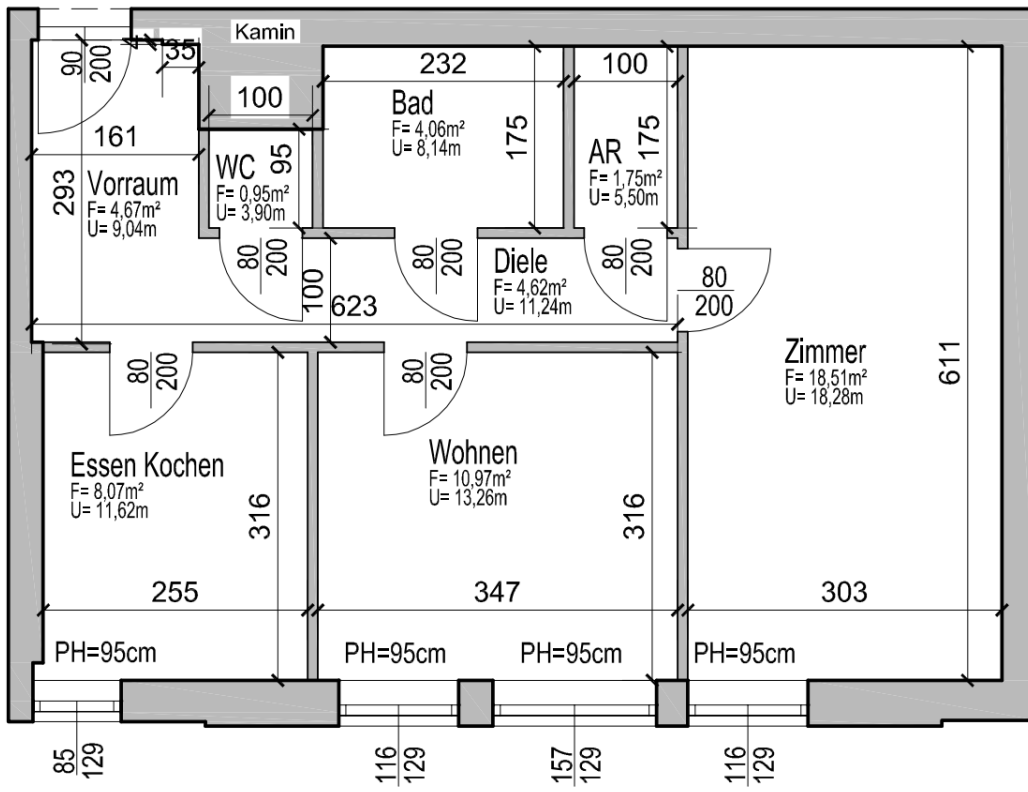 Kamin
90
200
35
232
100
100
161
Bad
F= 4,06m²
U= 8,14m
175
175
AR
F= 1,75m²
U= 5,50m
95
WC
F= 0,95m²
U= 3,90m
293
Vorraum
F= 4,67m²
U= 9,04m
80
200
80
200
Diele
F= 4,62m²
U= 11,24m
80
200
80
200
100
623
80
200
80
200
Zimmer
F= 18,51m²
U= 18,28m
611
Essen Kochen
F= 8,07m²
U= 11,62m
316
Wohnen
F= 10,97m²
U= 13,26m
316
255
347
303
PH=95cm
PH=95cm
PH=95cm
PH=95cm
85
129
116
129
157
129
116
129